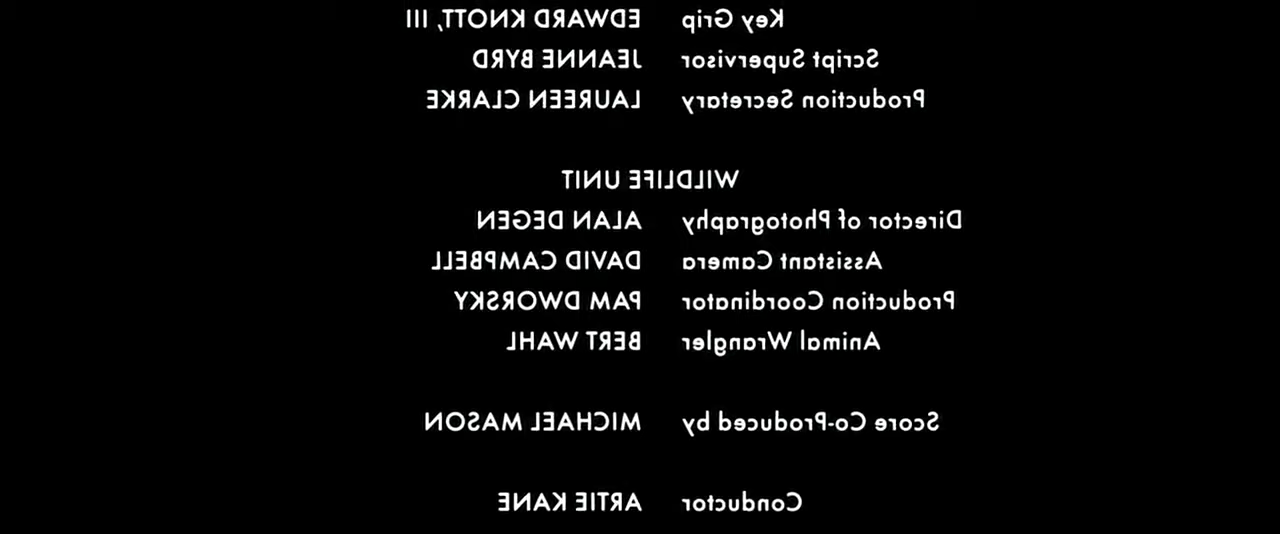 Key Grip EDWARD KNOTT, III
Script Supervisor JEANNE BYRD
Production Secretary LAUREEN CLARKE
WILDLIFE UNIT
Director of Photography ALAN DEGEN
Assistant Camera DAVID CAMPBELL
Production Coordinator PAM DWORSKY
Animal Wrangler BERT WAHL
Score Co-Produced by MICHAEL MASON
Conductor ARTIE KANE